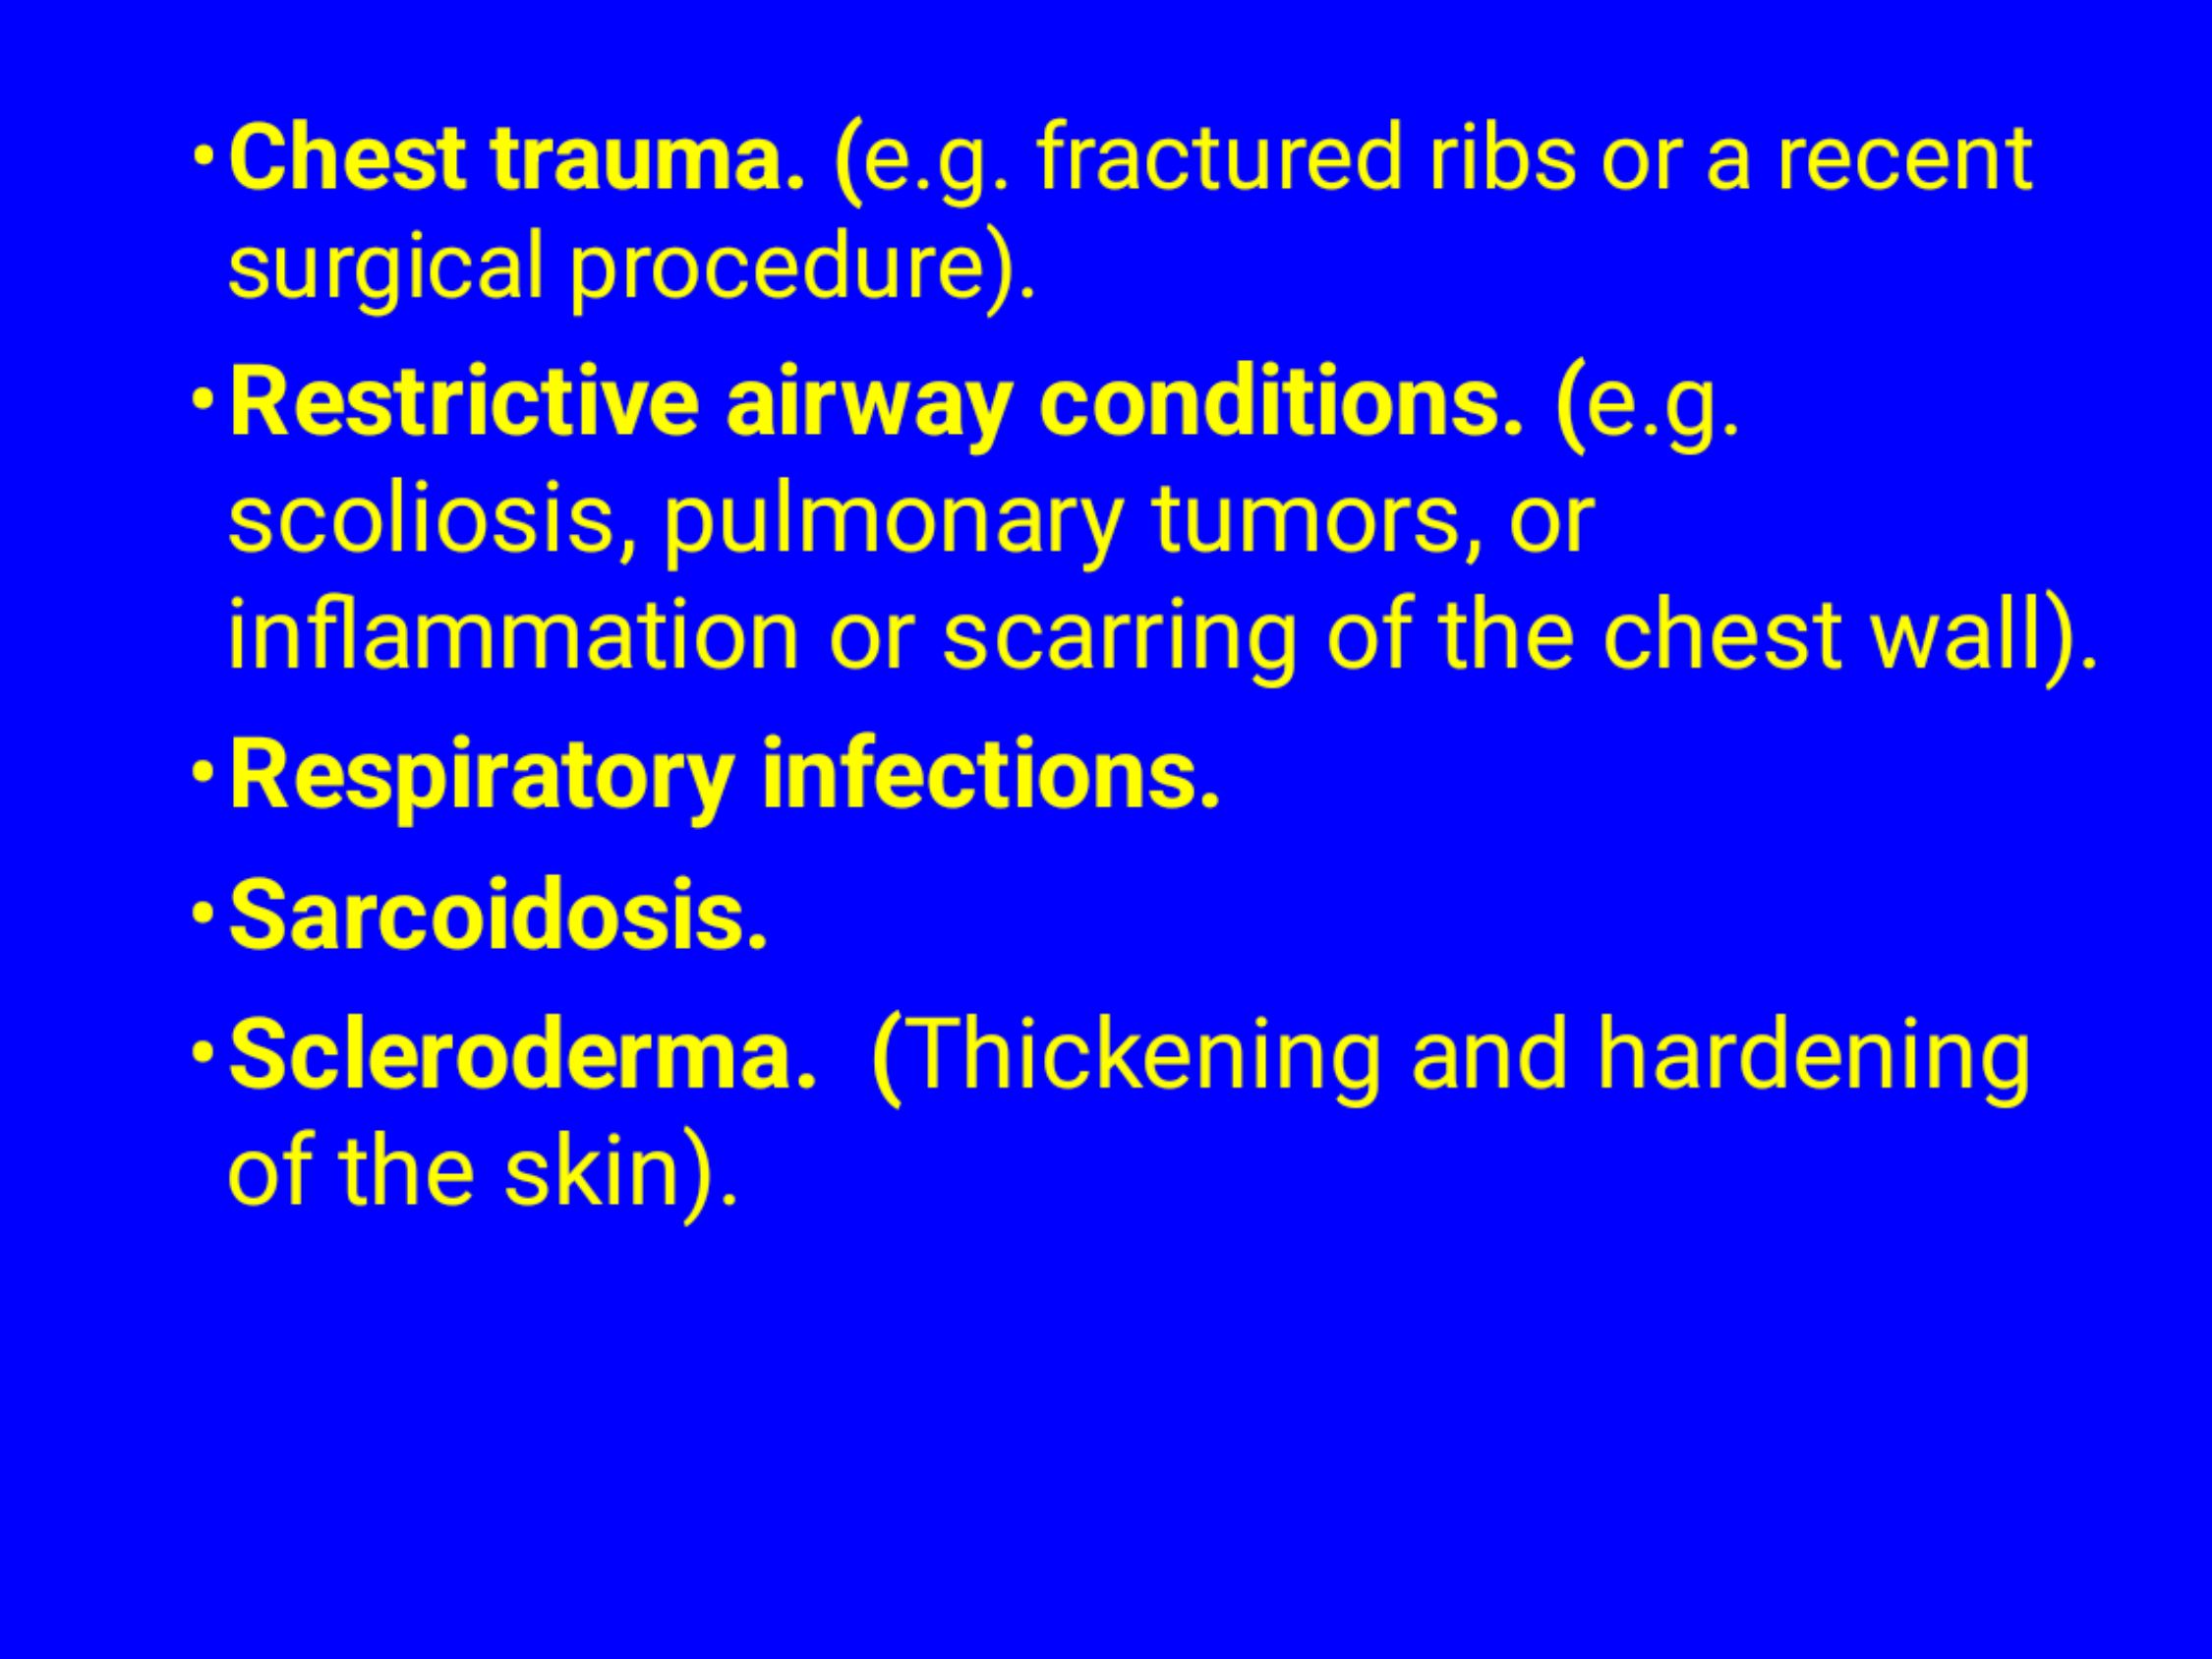 •Chest trauma. (e.g. fractured ribs or a recent
surgical procedure).
•Restrictive airway conditions. (e.g.
scoliosis, pulmonary tumors, or
inflammation or scarring of the chest wall).
•Respiratory infections.
•Sarcoidosis.
•Scleroderma.  (Thickening and hardening
of the skin).